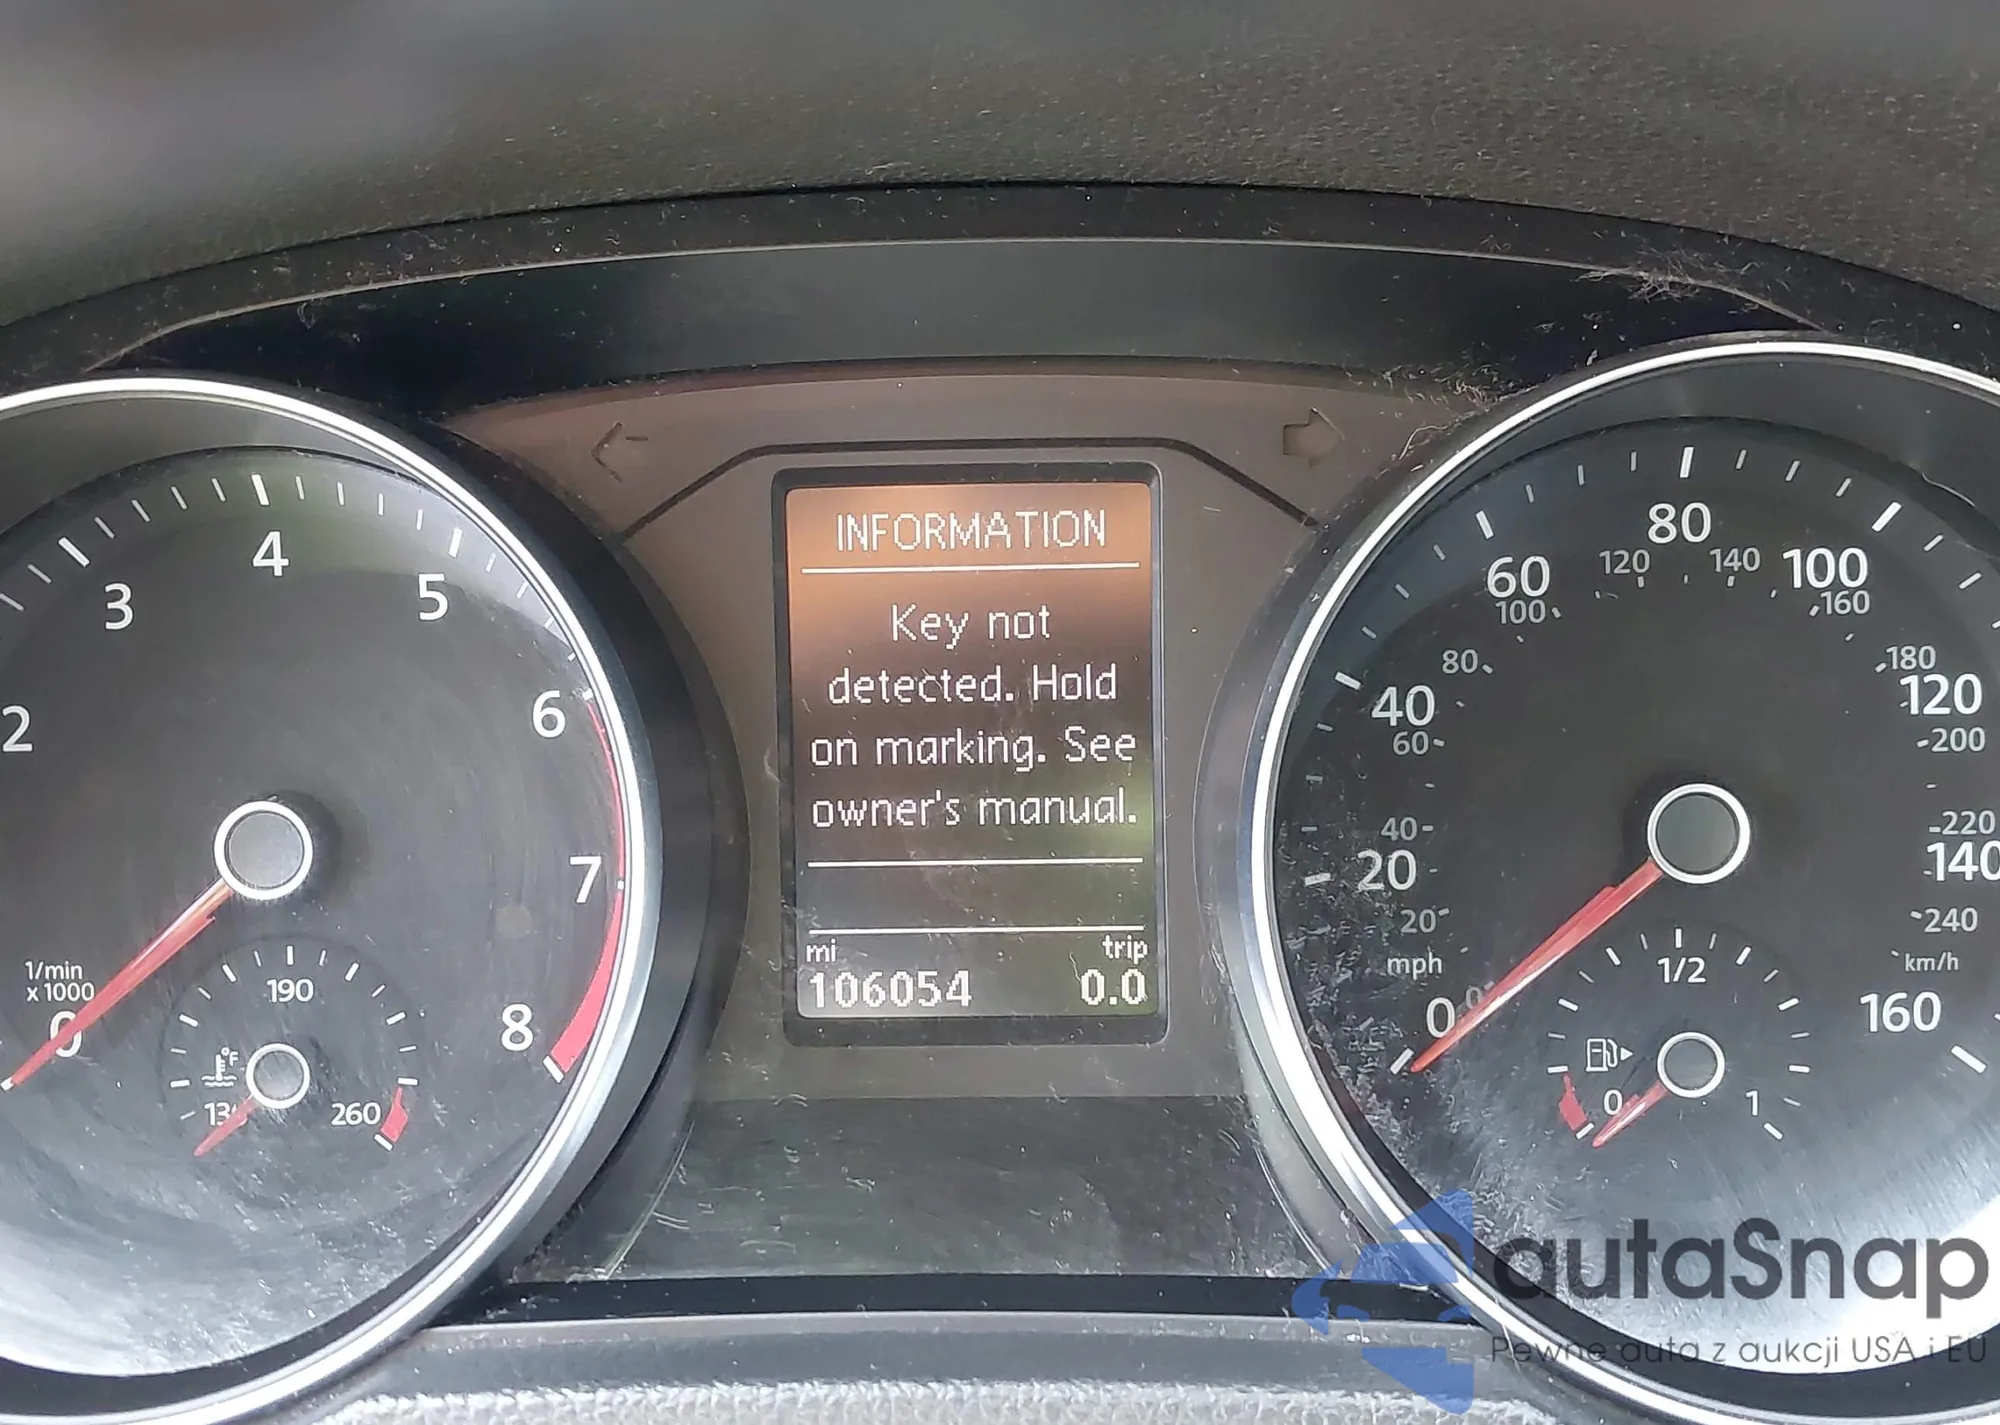 INFORMATION
Key not
detected. Hold
on marking. See
owner's manual.
mi trip
106054 0.0
2
3
4
5
6
7
8
1/min
x 1000
0
190
°F
260
0
20
40
60
80
100
120
140
160
0
20
40
60
80
100
120
140
160
180
200
220
240
mph
km/h
1/2
0
1
autaSnap
Pewne auta z aukcji USA i EU